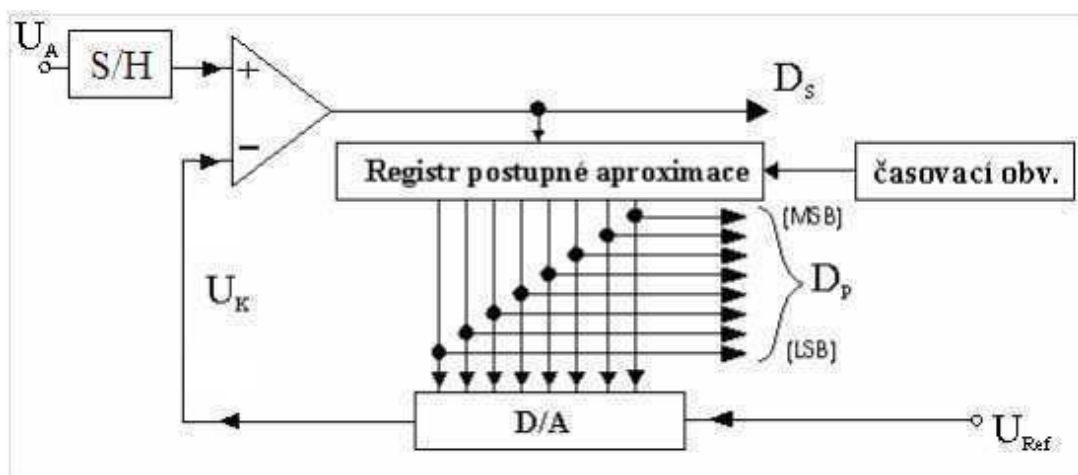 U_A
S/H
+
−
D_S
Registr postupné aproximace
časovací obv.
[MSB]
D_P
[LSB]
U_K
D/A
U_Ref